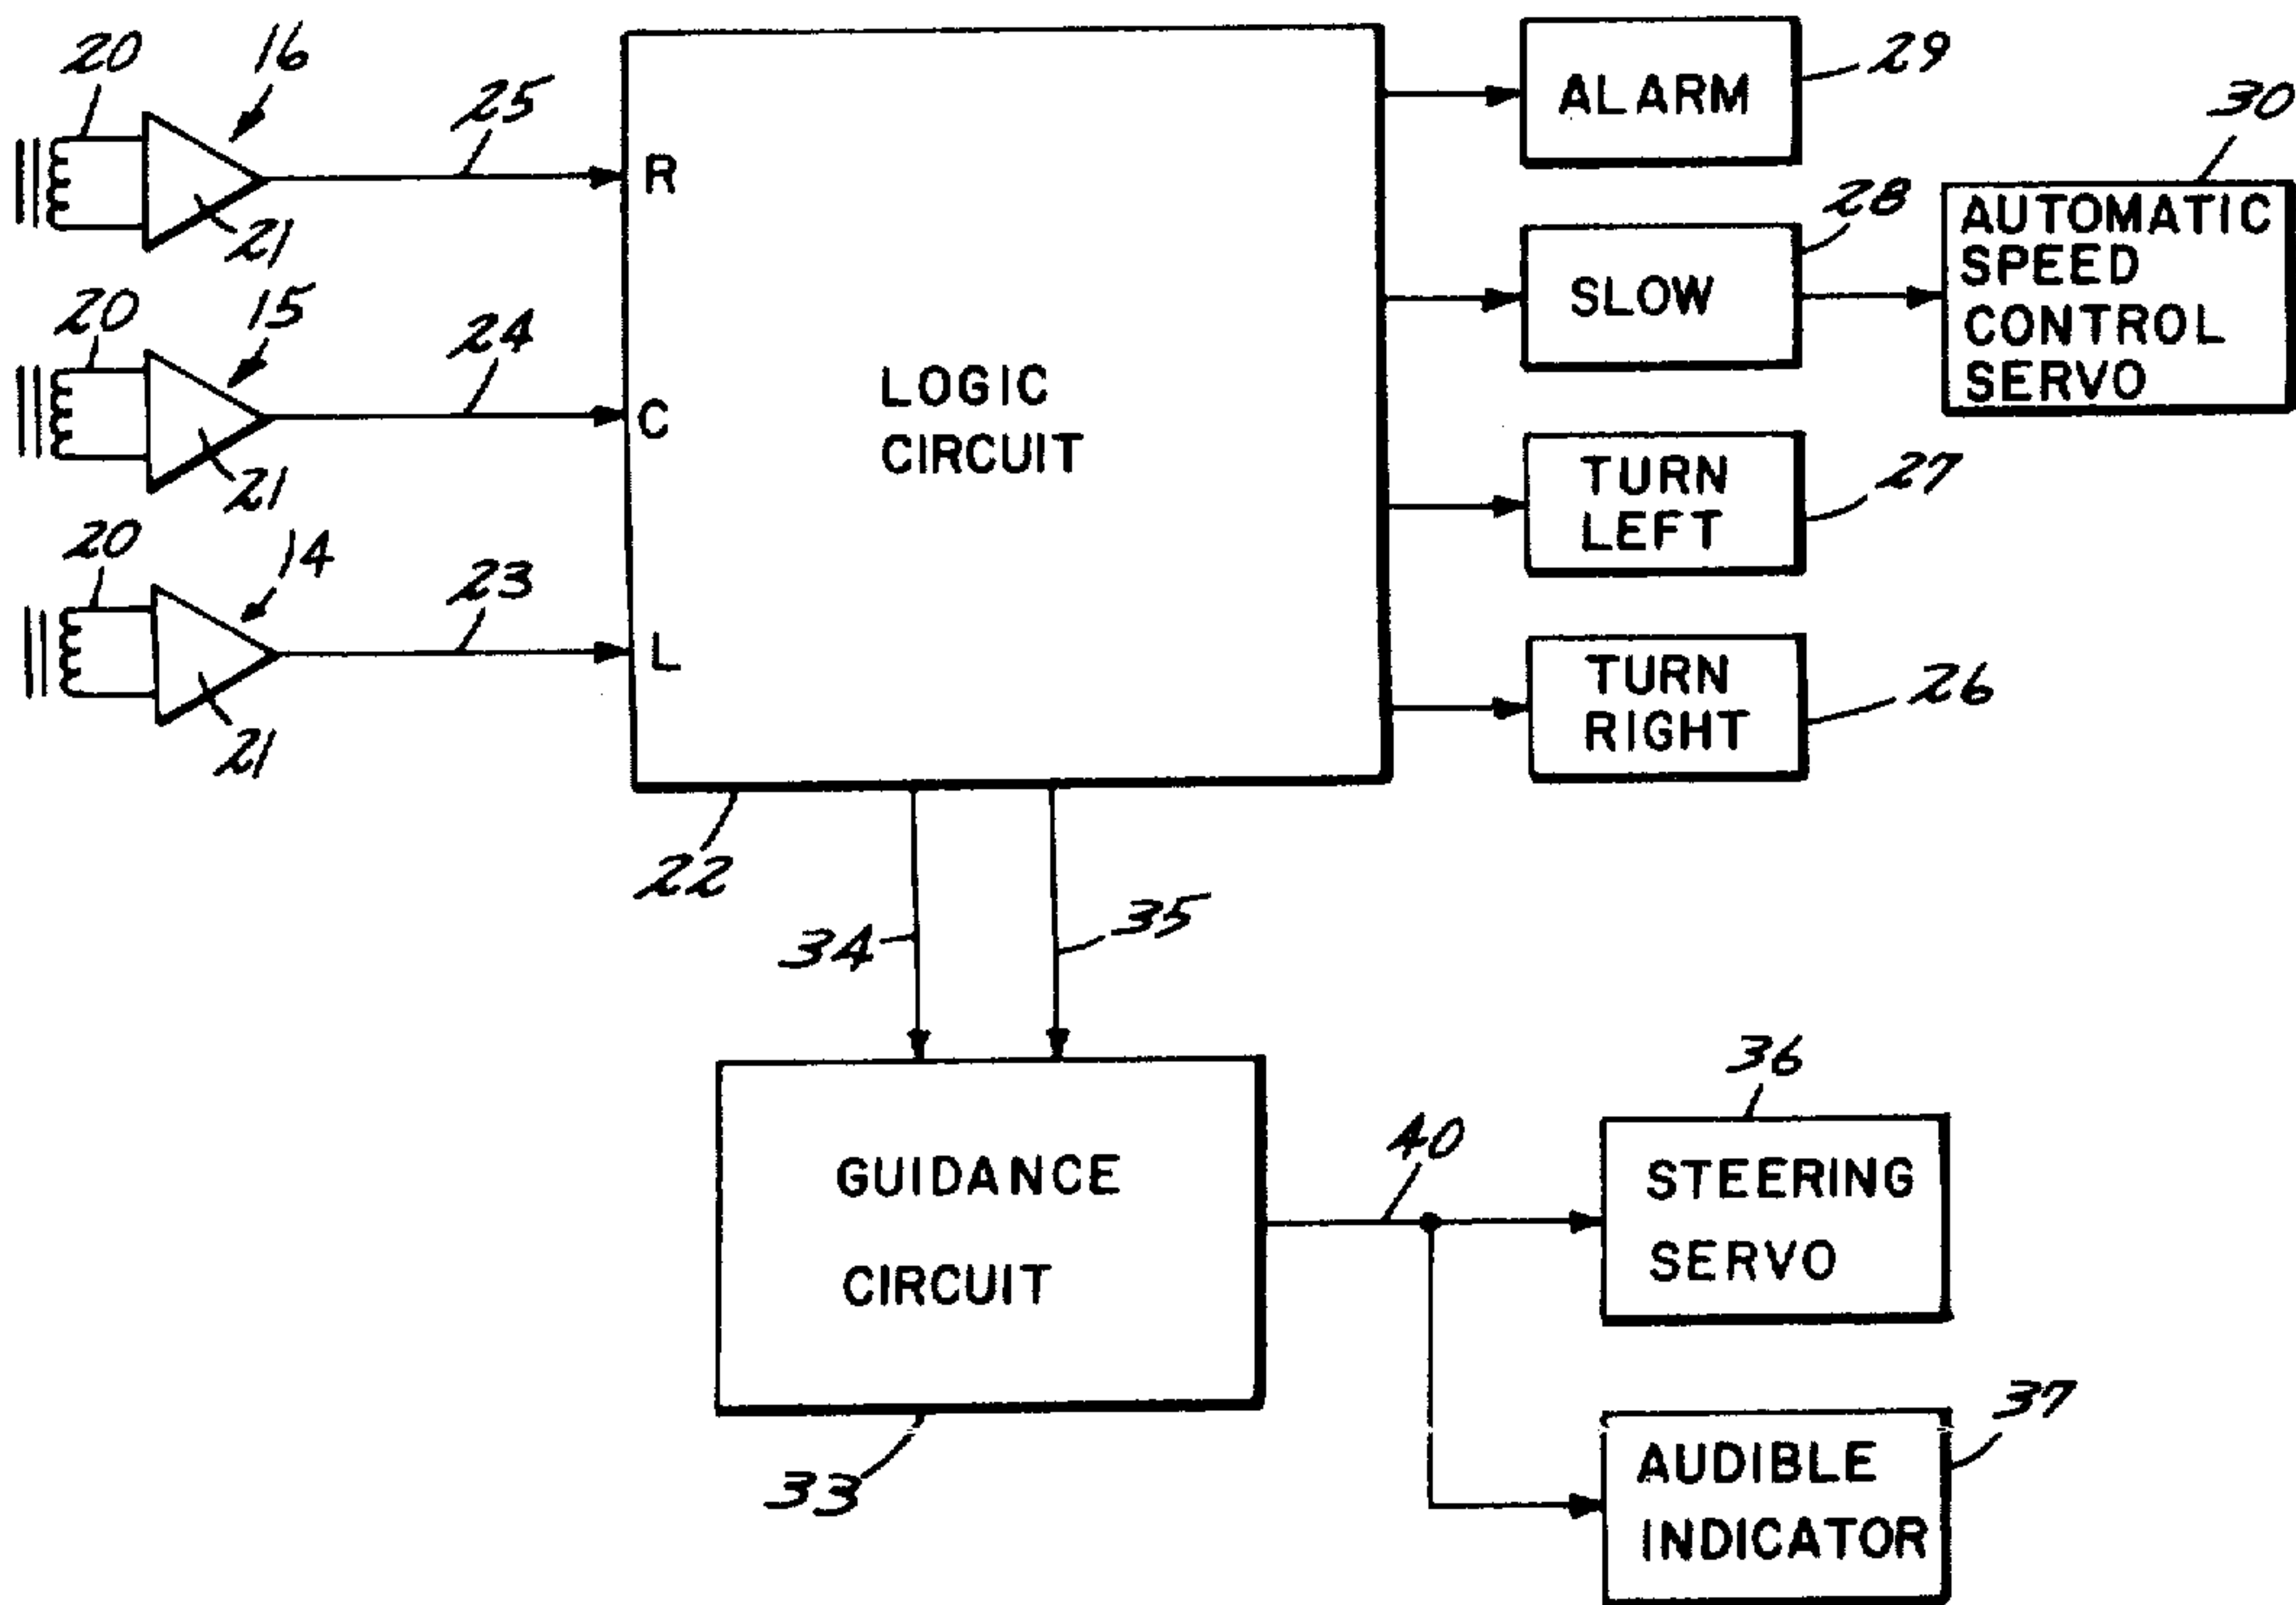 20
16
25
R
21
20
15
24
C
21
20
14
23
L
21
LOGIC
CIRCUIT
22
ALARM
29
SLOW
28
AUTOMATIC
SPEED
CONTROL
SERVO
30
TURN
LEFT
27
TURN
RIGHT
26
34
35
GUIDANCE
CIRCUIT
33
40
STEERING
SERVO
36
AUDIBLE
INDICATOR
37